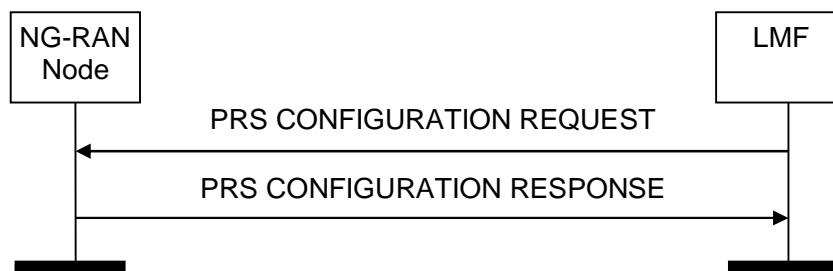 NG-RAN
Node
LMF
PRS CONFIGURATION REQUEST
PRS CONFIGURATION RESPONSE